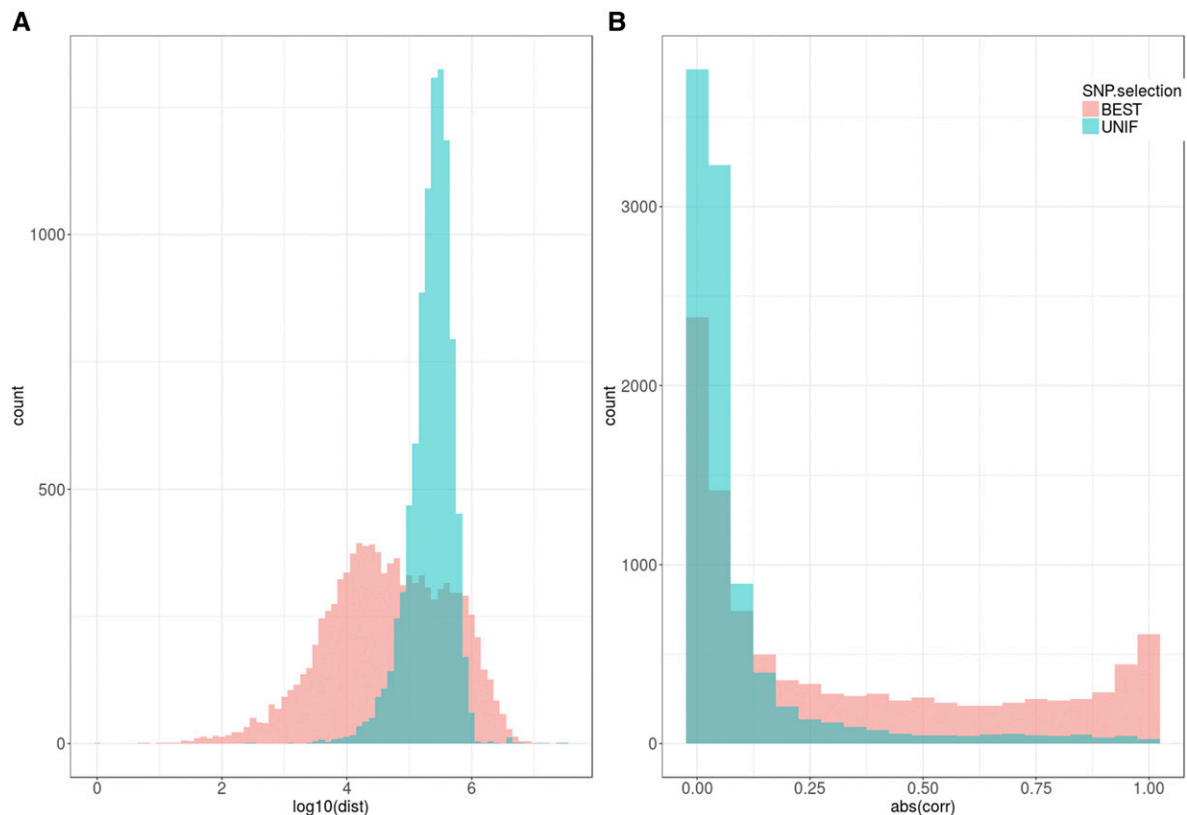 A
count
1000
500
0
0
2
4
6
log10(dist)
B
SNP.selection
BEST
UNIF
count
3000
2000
1000
0
0.00
0.25
0.50
0.75
1.00
abs(corr)